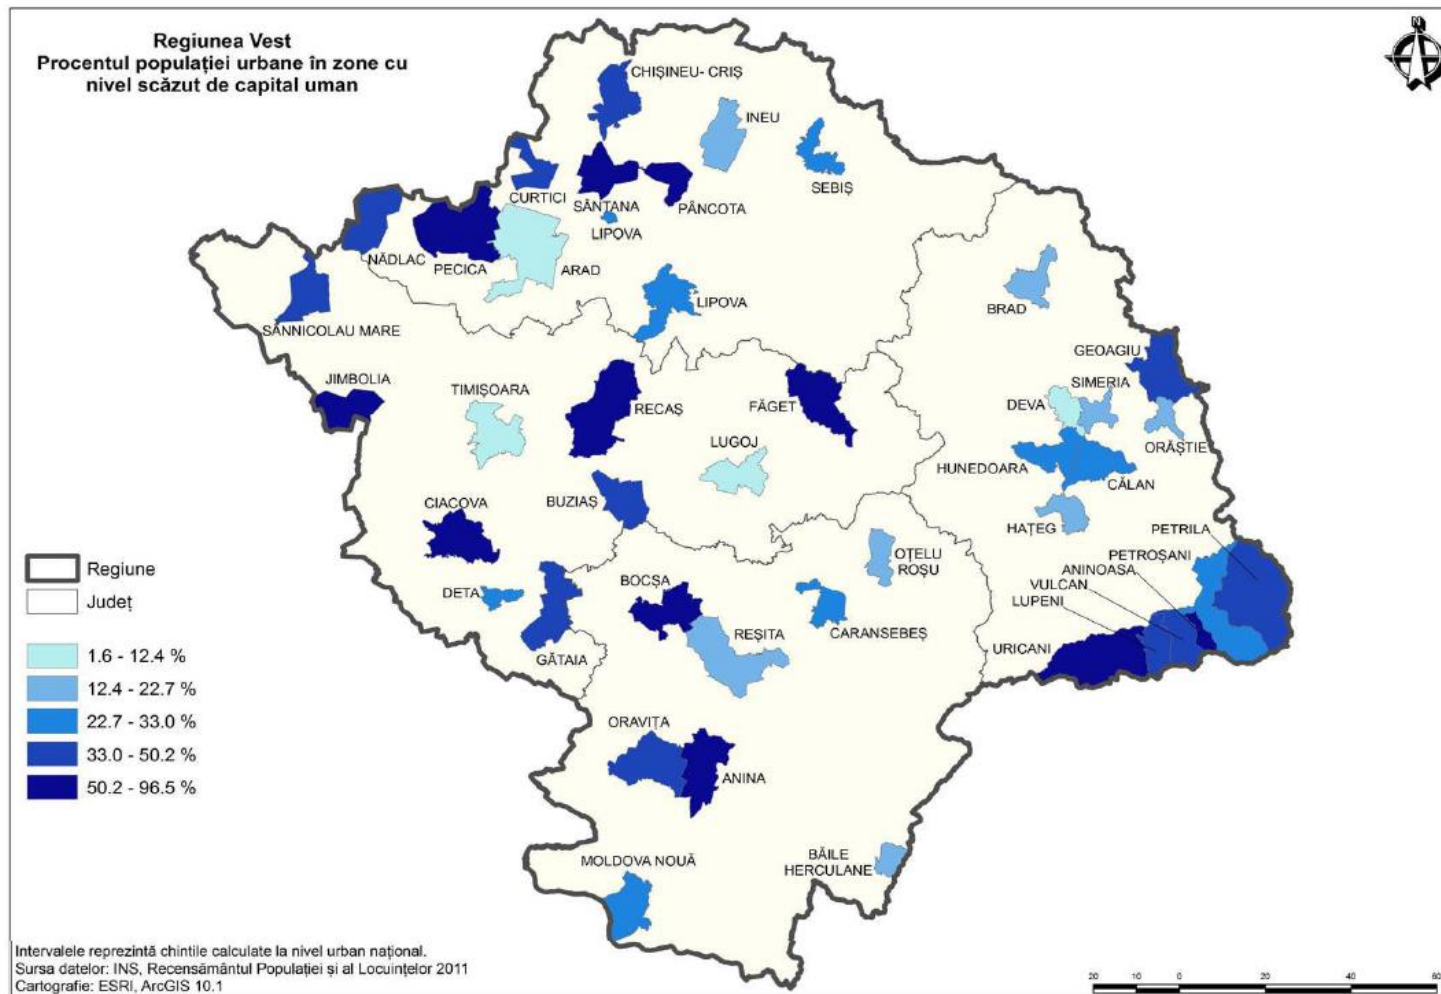 Regiunea Vest
Procentul populației urbane în zone cu
nivel scăzut de capital uman
N
CHIȘINEU- CRIȘ
INEU
SEBIȘ
CURTICI
SÂNTANA
PÂNCOTA
LIPOVA
NĂDLAC
PECICA
ARAD
LIPOVA
BRAD
SÂNNICOLAU MARE
GEOAGIU
SIMERIA
JIMBOLIA
TIMIȘOARA
RECAȘ
FĂGET
DEVA
ORĂȘTIE
LUGOJ
HUNEDOARA
CĂLAN
CIACOVA
BUZIAȘ
HAȚEG
PETRILA
PETROȘANI
ANINOASA
VULCAN
LUPENI
URICANI
OȚELU
ROȘU
BOCȘA
DETA
CARANSEBEȘ
REȘITA
GĂTAIA
ORAVIȚA
ANINA
MOLDOVA NOUĂ
BĂILE
HERCULANE
Regiune
Județ
1.6 - 12.4 %
12.4 - 22.7 %
22.7 - 33.0 %
33.0 - 50.2 %
50.2 - 96.5 %
Intervalele reprezintă chintile calculate la nivel urban național.
Sursa datelor: INS, Recensământul Populației și al Locuințelor 2011
Cartografie: ESRI, ArcGIS 10.1
20 10 0 20 40 60